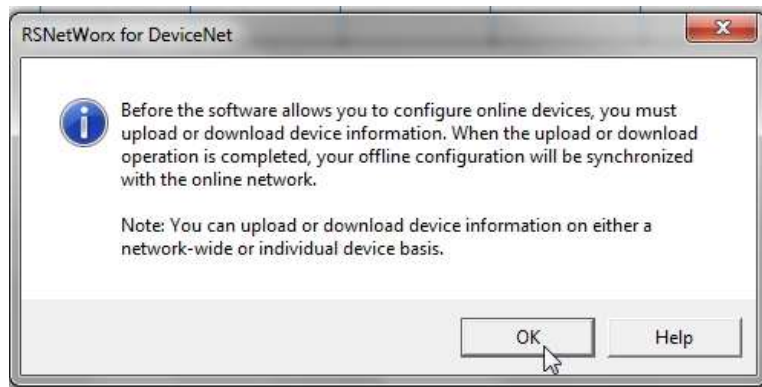 RSNetWorx for DeviceNet
Before the software allows you to configure online devices, you must
upload or download device information. When the upload or download
operation is completed, your offline configuration will be synchronized
with the online network.
Note: You can upload or download device information on either a
network-wide or individual device basis.
OK
Help